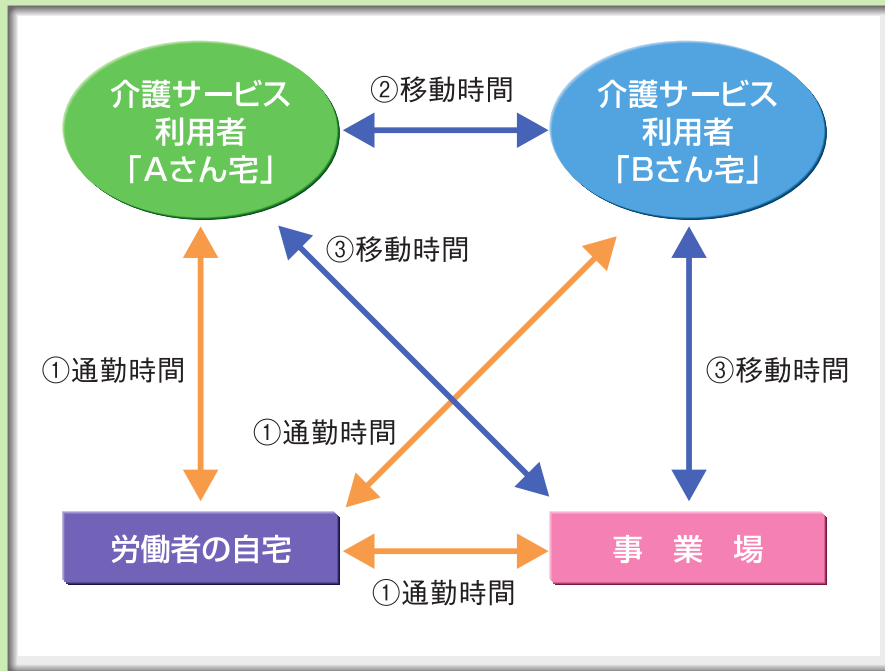 介護サービス
利用者
「Aさん宅」
②移動時間
介護サービス
利用者
「Bさん宅」
③移動時間
①通勤時間
③移動時間
①通勤時間
労働者の自宅
事 業 場
①通勤時間